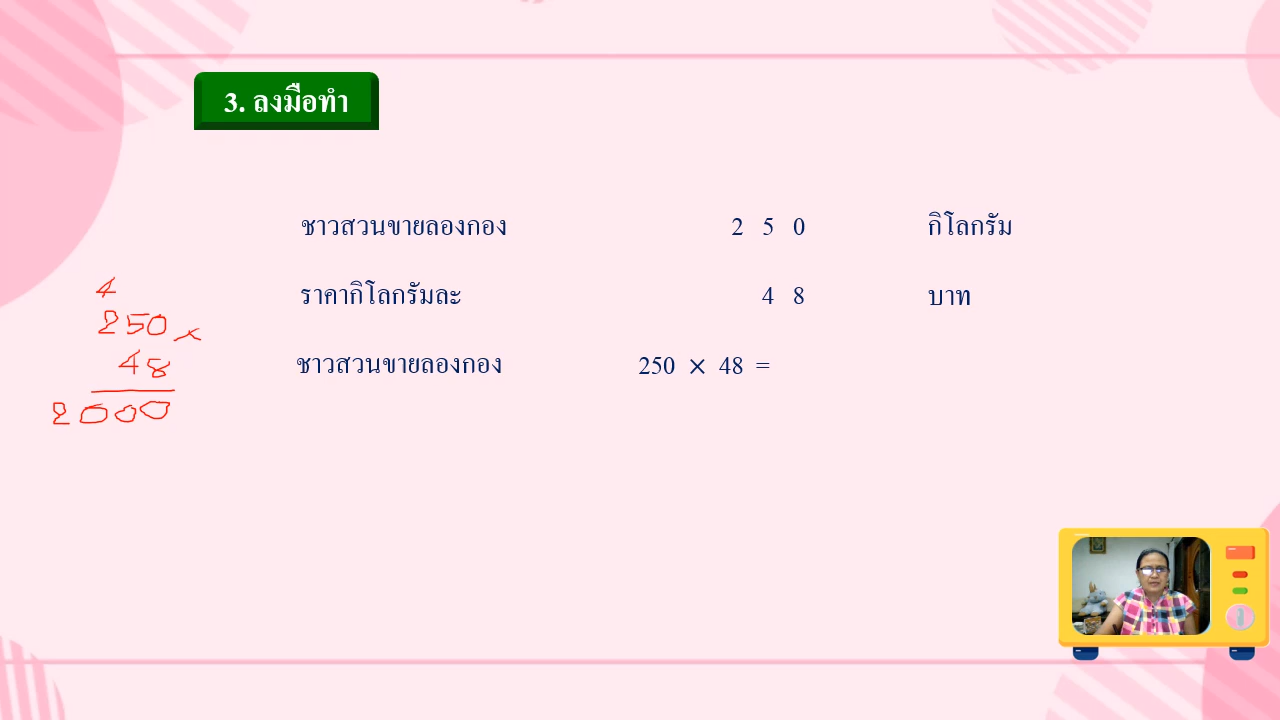 3. ลงมือทำ
ชาวสวนขายลองกอง 2 5 0 กิโลกรัม
ราคากิโลกรัมละ 4 8 บาท
ชาวสวนขายลองกอง 250 × 48 =
4
250 ×
48
2000